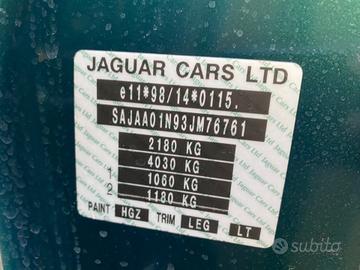 JAGUAR CARS LTD
e11*98/14*0115.
SAJAA01N93JM76761
2180 KG
4030 KG
1 1060 KG
2 1180 KG
PAINT HGZ TRIM LEG LT
subito